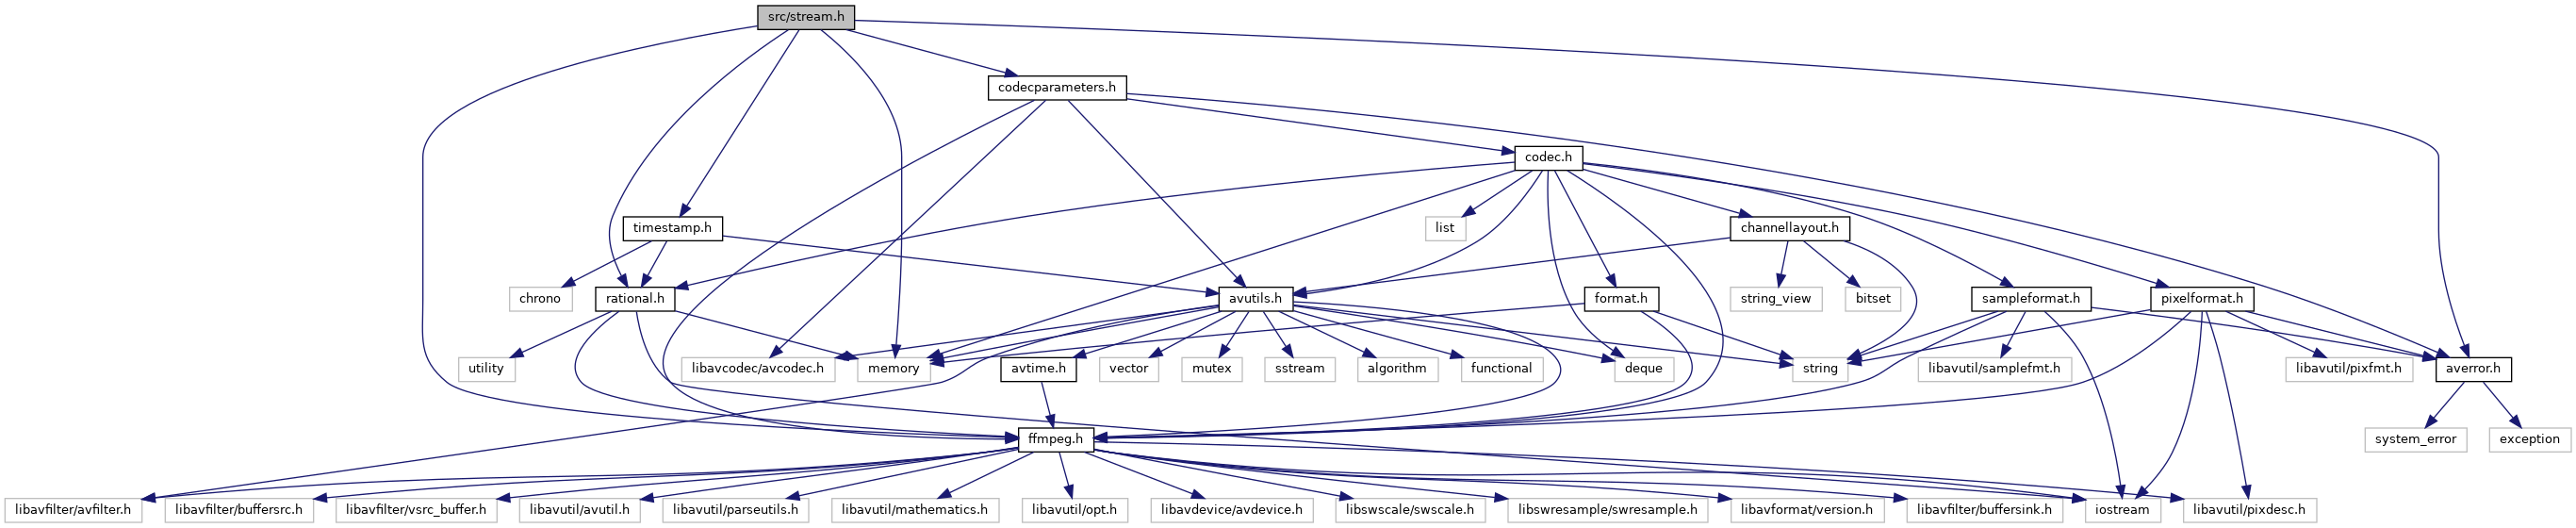 src/stream.h
codecparameters.h
codec.h
timestamp.h
list
channellayout.h
chrono
rational.h
avutils.h
format.h
string_view
bitset
sampleformat.h
pixelformat.h
utility
libavcodec/avcodec.h
memory
avtime.h
vector
mutex
sstream
algorithm
functional
deque
string
libavutil/samplefmt.h
libavutil/pixfmt.h
averror.h
ffmpeg.h
system_error
exception
libavfilter/avfilter.h
libavfilter/buffersrc.h
libavfilter/vsrc_buffer.h
libavutil/avutil.h
libavutil/parseutils.h
libavutil/mathematics.h
libavutil/opt.h
libavdevice/avdevice.h
libswscale/swscale.h
libswresample/swresample.h
libavformat/version.h
libavfilter/buffersink.h
iostream
libavutil/pixdesc.h